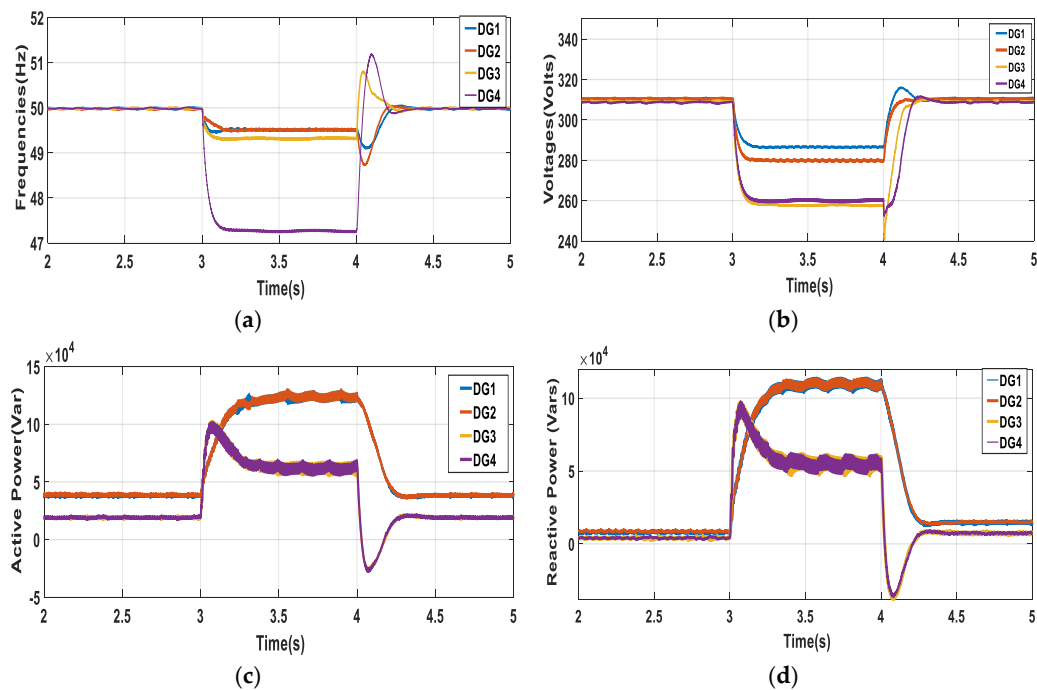 52
51
50
49
48
47
Frequencies(Hz)
DG1
DG2
DG3
DG4
2
2.5
3
3.5
4
4.5
5
Time(s)
(a)
340
320
300
280
260
240
Voltages(Volts)
DG1
DG2
DG3
DG4
2
2.5
3
3.5
4
4.5
5
Time(s)
(b)
×10⁴
15
10
5
0
-5
Active Power(Var)
DG1
DG2
DG3
DG4
2
2.5
3
3.5
4
4.5
5
Time(s)
(c)
×10⁴
10
5
0
Reactive Power (Vars)
DG1
DG2
DG3
DG4
2
2.5
3
3.5
4
4.5
5
Time(s)
(d)